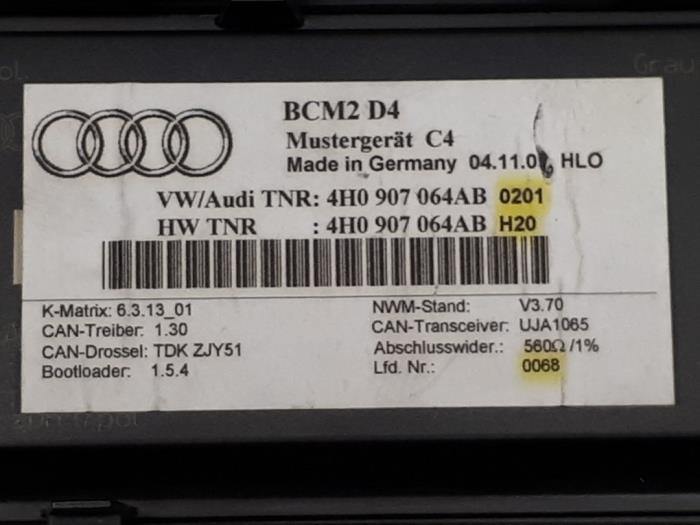 Grau
BCM2 D4
Mustergerät C4
Made in Germany 04.11.0 HLO
VW/Audi TNR: 4H0 907 064AB 0201
HW TNR : 4H0 907 064AB H20
K-Matrix: 6.3.13_01
CAN-Treiber: 1.30
CAN-Drossel: TDK ZJY51
Bootloader: 1.5.4
NWM-Stand: V3.70
CAN-Transceiver: UJA1065
Abschlusswider.: 560Ω/1%
Lfd. Nr.: 0068